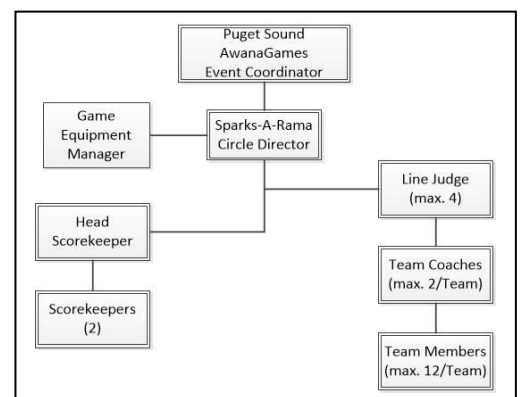 Puget Sound
AwanaGames
Event Coordinator
Game
Equipment
Manager
Sparks-A-Rama
Circle Director
Line Judge
(max. 4)
Head
Scorekeeper
Team Coaches
(max. 2/Team)
Scorekeepers
(2)
Team Members
(max. 12/Team)